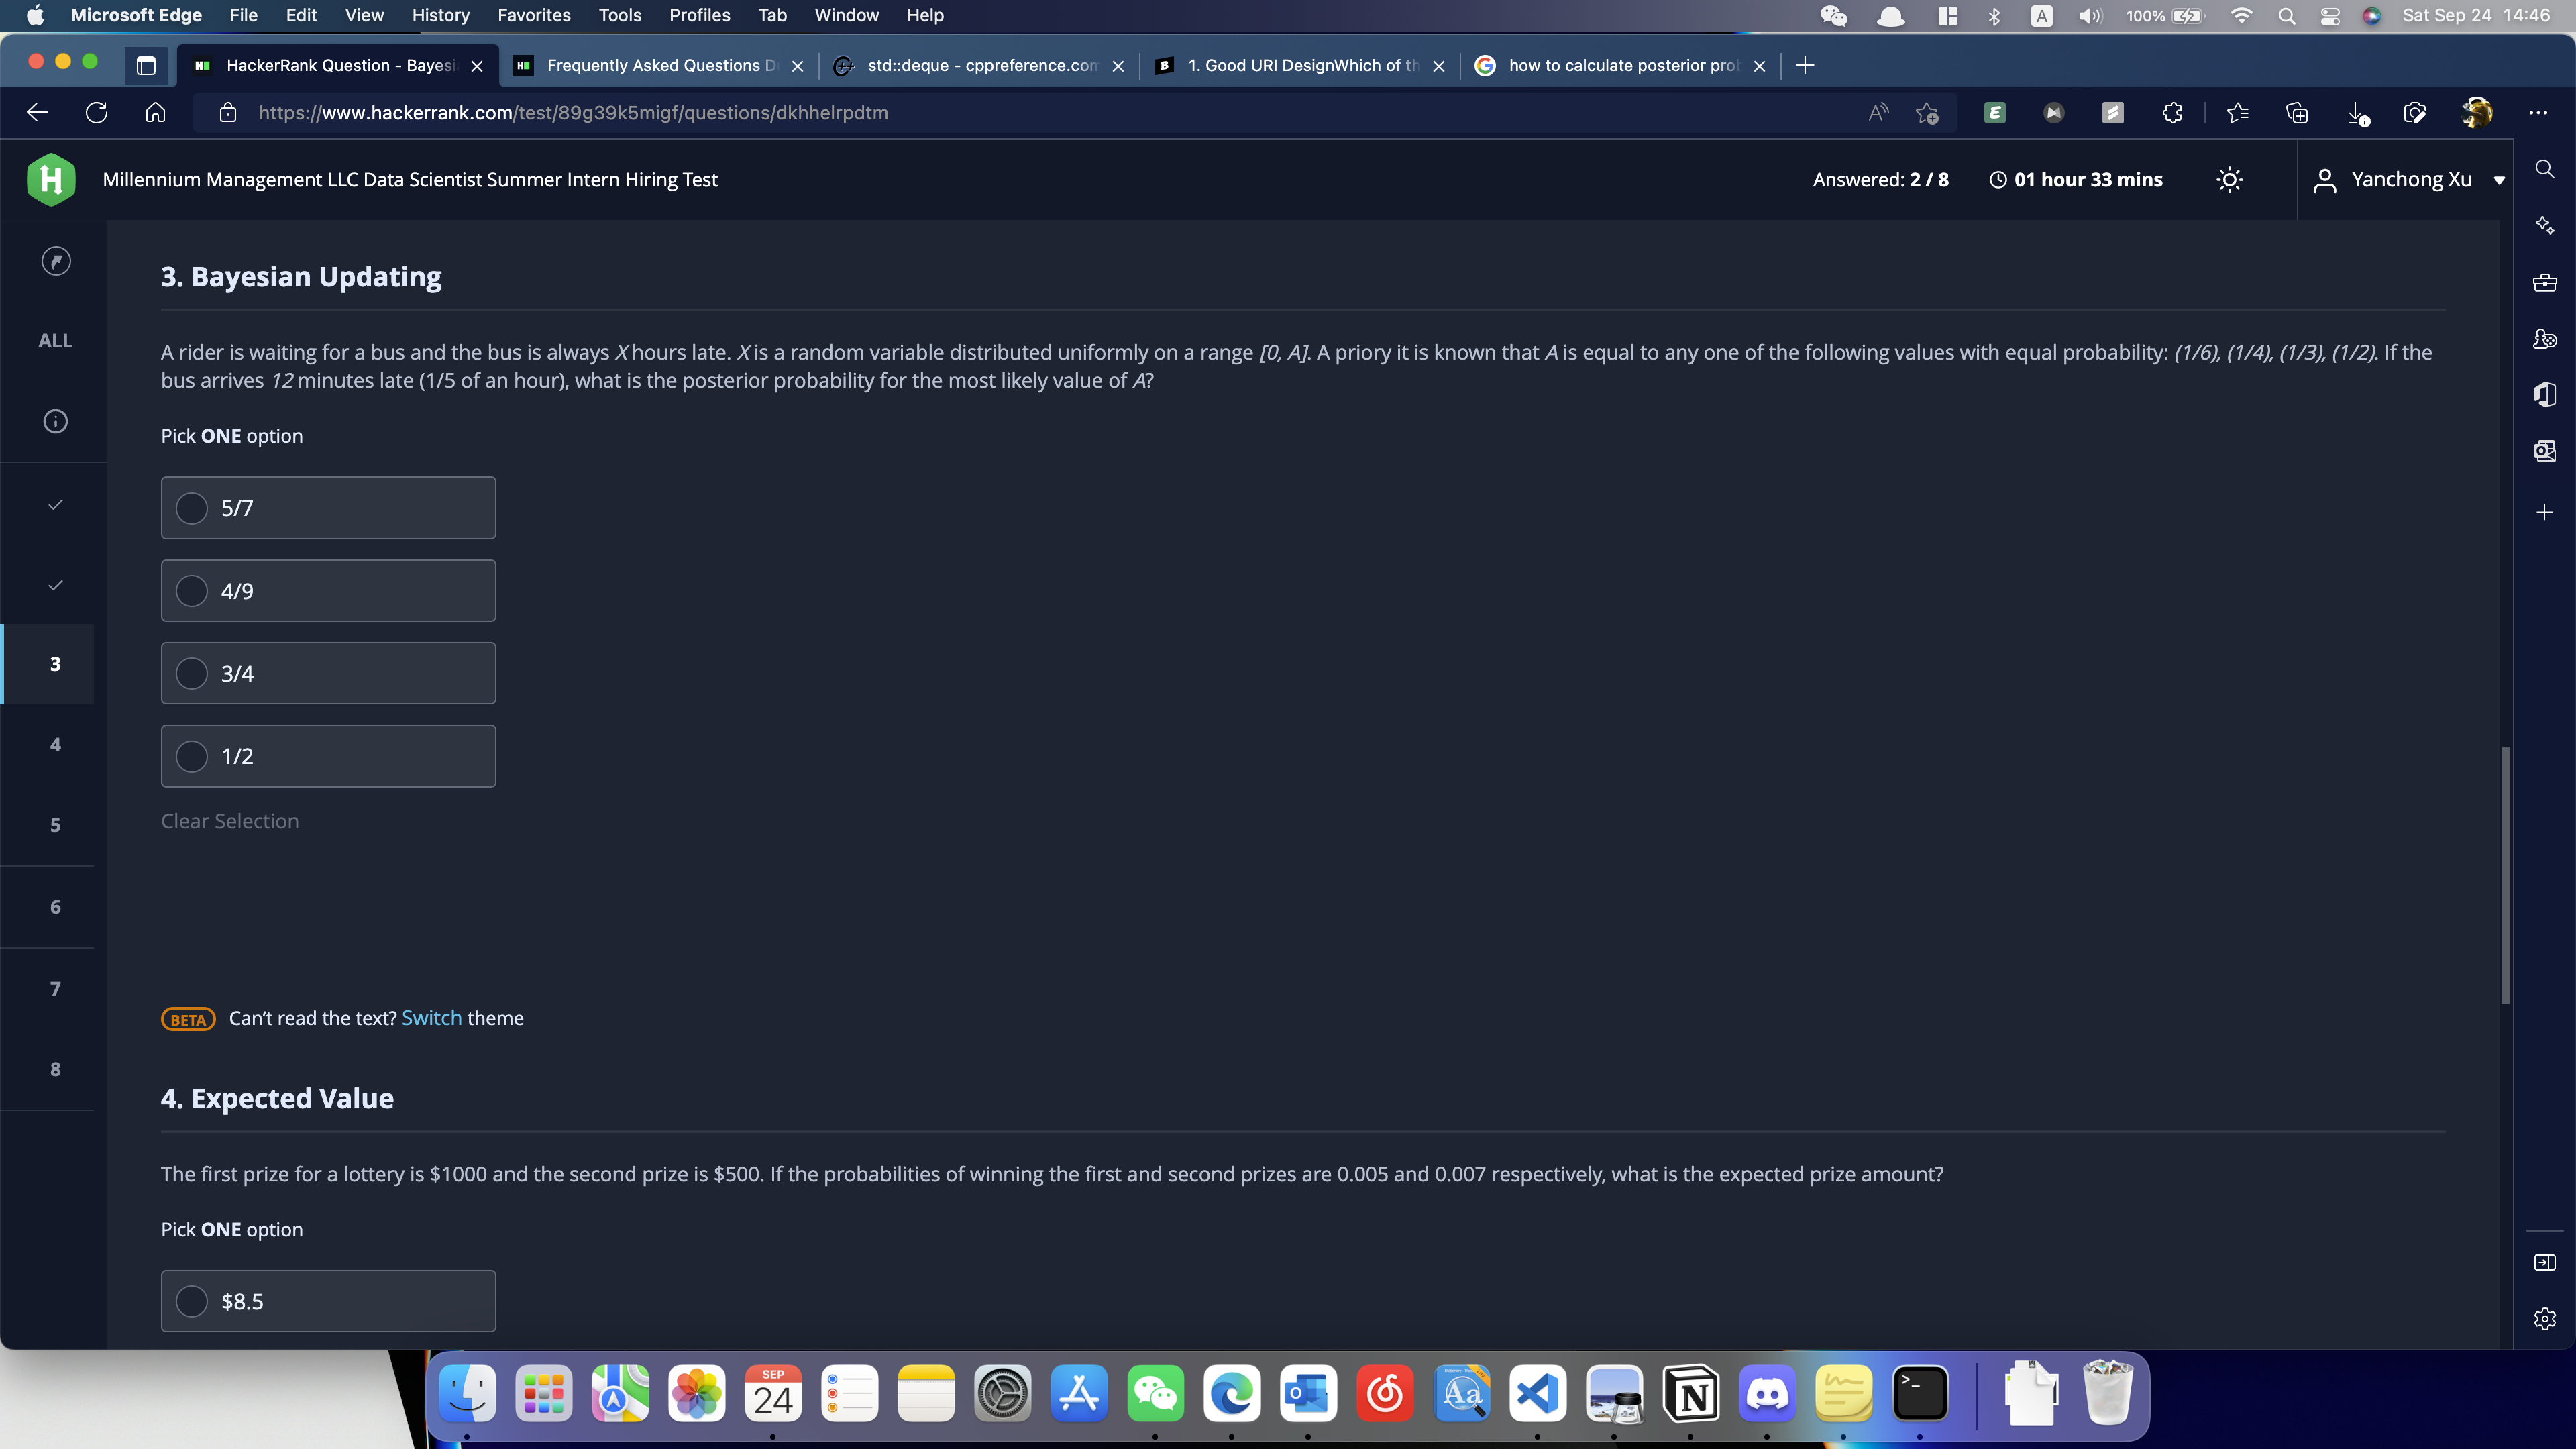 Microsoft Edge File Edit View History Favorites Tools Profiles Tab Window Help A 100% Sat Sep 24 14:46
HackerRank Question - Bayesi Frequently Asked Questions D std::deque - cppreference.com B 1. Good URI DesignWhich of th how to calculate posterior prob
https://www.hackerrank.com/test/89g39k5migf/questions/dkhhelrpdtm
Millennium Management LLC Data Scientist Summer Intern Hiring Test Answered: 2 / 8 01 hour 33 mins Yanchong Xu
ALL
3
4
5
6
7
8
3. Bayesian Updating
A rider is waiting for a bus and the bus is always X hours late. X is a random variable distributed uniformly on a range [0, A]. A priory it is known that A is equal to any one of the following values with equal probability: (1/6), (1/4), (1/3), (1/2). If the
bus arrives 12 minutes late (1/5 of an hour), what is the posterior probability for the most likely value of A?
Pick ONE option
5/7
4/9
3/4
1/2
Clear Selection
BETA Can't read the text? Switch theme
4. Expected Value
The first prize for a lottery is $1000 and the second prize is $500. If the probabilities of winning the first and second prizes are 0.005 and 0.007 respectively, what is the expected prize amount?
Pick ONE option
$8.5
SEP
24
Aa